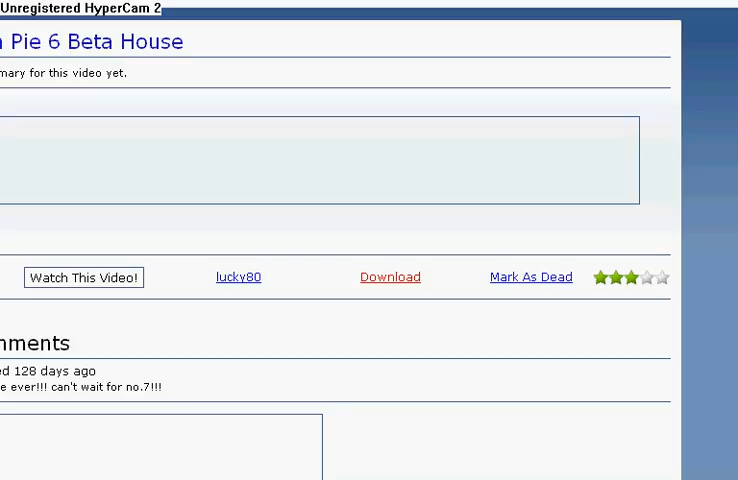 Unregistered HyperCam 2
Pie 6 Beta House
mary for this video yet.
Watch This Video!
lucky80
Download
Mark As Dead
mments
ed 128 days ago
e ever!!! can't wait for no.7!!!